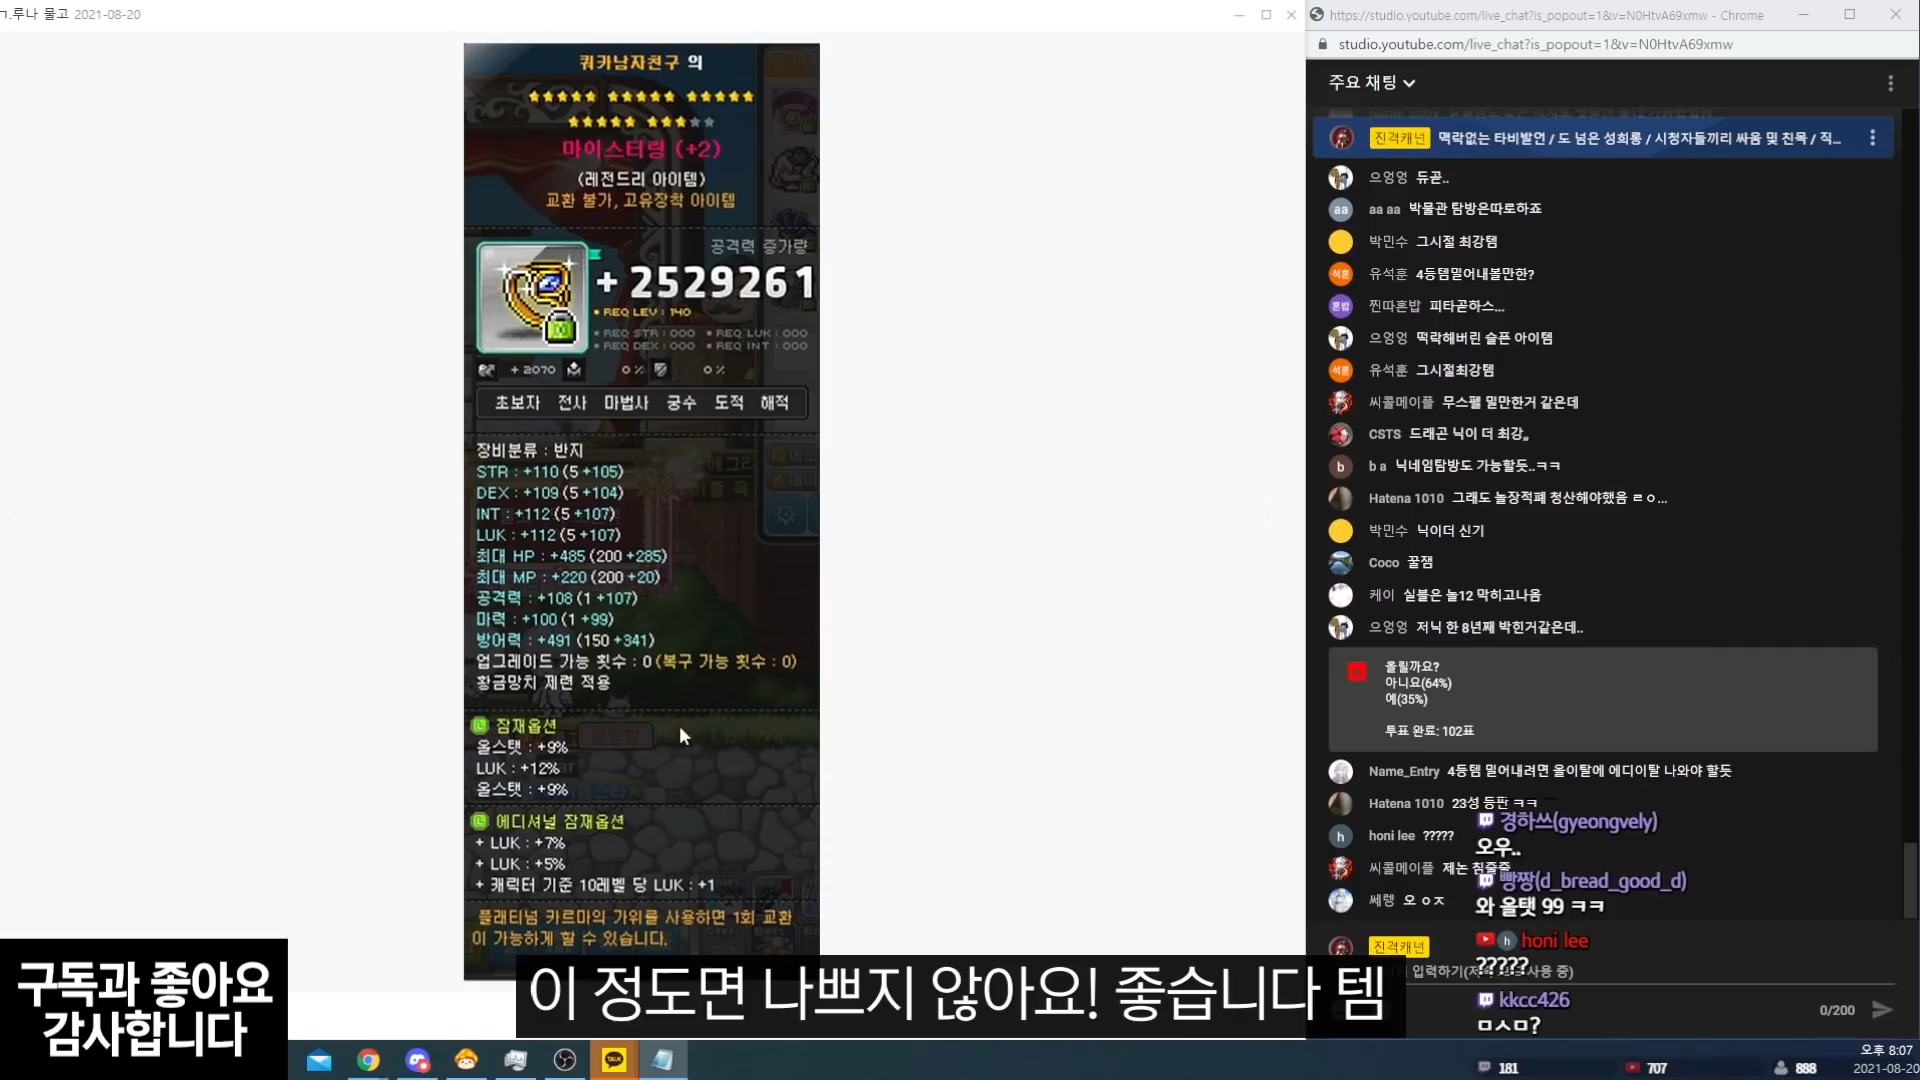 ㄱ.루나 물고 2021-08-20
쿼카남자친구 의
마이스터링 (+2)
(레전드리 아이템)
교환 불가, 고유장착 아이템
공격력 증가량
+ 2529261
• REQ LEV : 140
• REQ STR : 000 • REQ LUK : 000
• REQ DEX : 000 • REQ INT : 000
+ 2070 0 % 0 %
초보자 전사 마법사 궁수 도적 해적
장비분류 : 반지
STR : +110 (5 +105)
DEX : +109 (5 +104)
INT : +112 (5 +107)
LUK : +112 (5 +107)
최대 HP : +485 (200 +285)
최대 MP : +220 (200 +20)
공격력 : +108 (1 +107)
마력 : +100 (1 +99)
방어력 : +491 (150 +341)
업그레이드 가능 횟수 : 0 (복구 가능 횟수 : 0)
황금망치 제련 적용
L 잠재옵션
올스탯 : +9%
LUK : +12%
올스탯 : +9%
L 에디셔널 잠재옵션
+ LUK : +7%
+ LUK : +5%
+ 캐릭터 기준 10레벨 당 LUK : +1
플래티넘 카르마의 가위를 사용하면 1회 교환
이 가능하게 할 수 있습니다.
구독과 좋아요
감사합니다
이 정도면 나쁘지 않아요! 좋습니다 템
https://studio.youtube.com/live_chat?is_popout=1&v=N0HtvA69xmw - Chrome
studio.youtube.com/live_chat?is_popout=1&v=N0HtvA69xmw
주요 채팅
진격캐넌 맥락없는 타비발언 / 도 넘은 성희롱 / 시청자들끼리 싸움 및 친목 / 직...
으엉엉 듀곧..
aa aa aa 박물관 탐방은따로하죠
박민수 그시절 최강템
석훈 유석훈 4등템밀어내볼만한?
혼밥 찐따혼밥 피타곧하스...
으엉엉 떡락해버린 슬픈 아이템
석훈 유석훈 그시절최강템
씨콜메이플 무스펠 밀만한거 같은데
CSTS 드래곤 닉이 더 최강,,
b b a 닉네임탐방도 가능할듯..ㅋㅋ
Hatena 1010 그래도 놀장적폐 청산해야했음 ㄹㅇ...
박민수 닉이더 신기
Coco 꿀잼
케이 실블은 놀12 막히고나옴
으엉엉 저닉 한 8년째 박힌거같은데..
올릴까요?
아니요(64%)
예(35%)
투표 완료: 102표
Name_Entry 4등템 밀어내려면 올이탈에 에디이탈 나와야 할듯
Hatena 1010 23성 등판 ㅋㅋ
h honi lee ?????
씨콜메이플 제논 침줄줄
쎄렝 오 ㅇㅈ
경하쓰(gyeongvely)
오우..
빵짱(d_bread_good_d)
와 올탯 99 ㅋㅋ
h honi lee
?????
kkcc426
ㅁㅅㅁ?
진격캐넌
입력하기 사용 중)
0/200
TALK
181
707
888
오후 8:07
2021-08-20